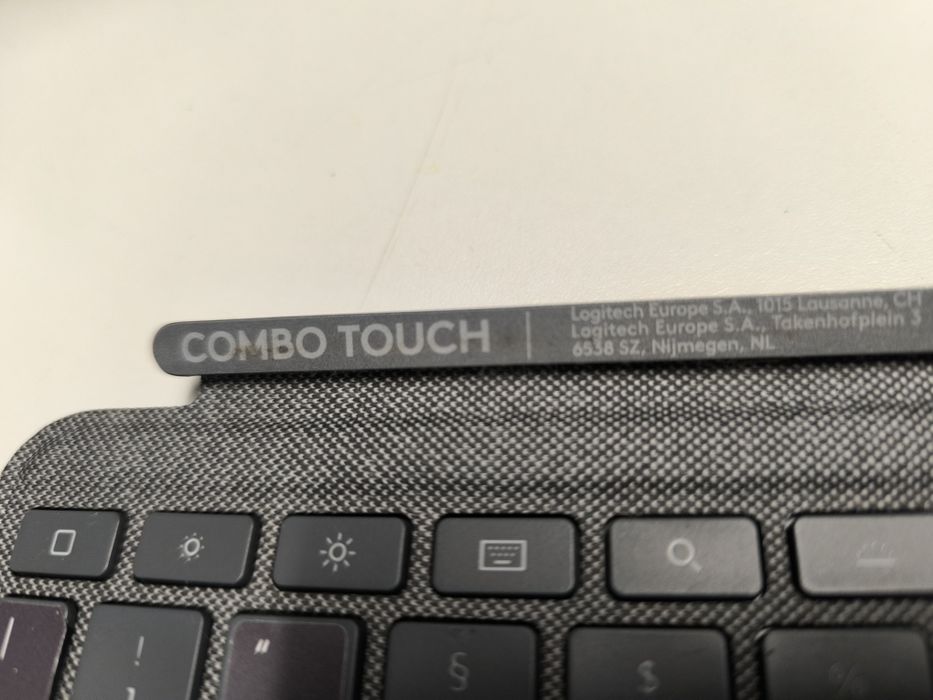 COMBO TOUCH
Logitech Europe S.A., 1015 Lausanne, CH
Logitech Europe S.A., Takenhofplein 3
6538 SZ, Nijmegen, NL
! " § $ %